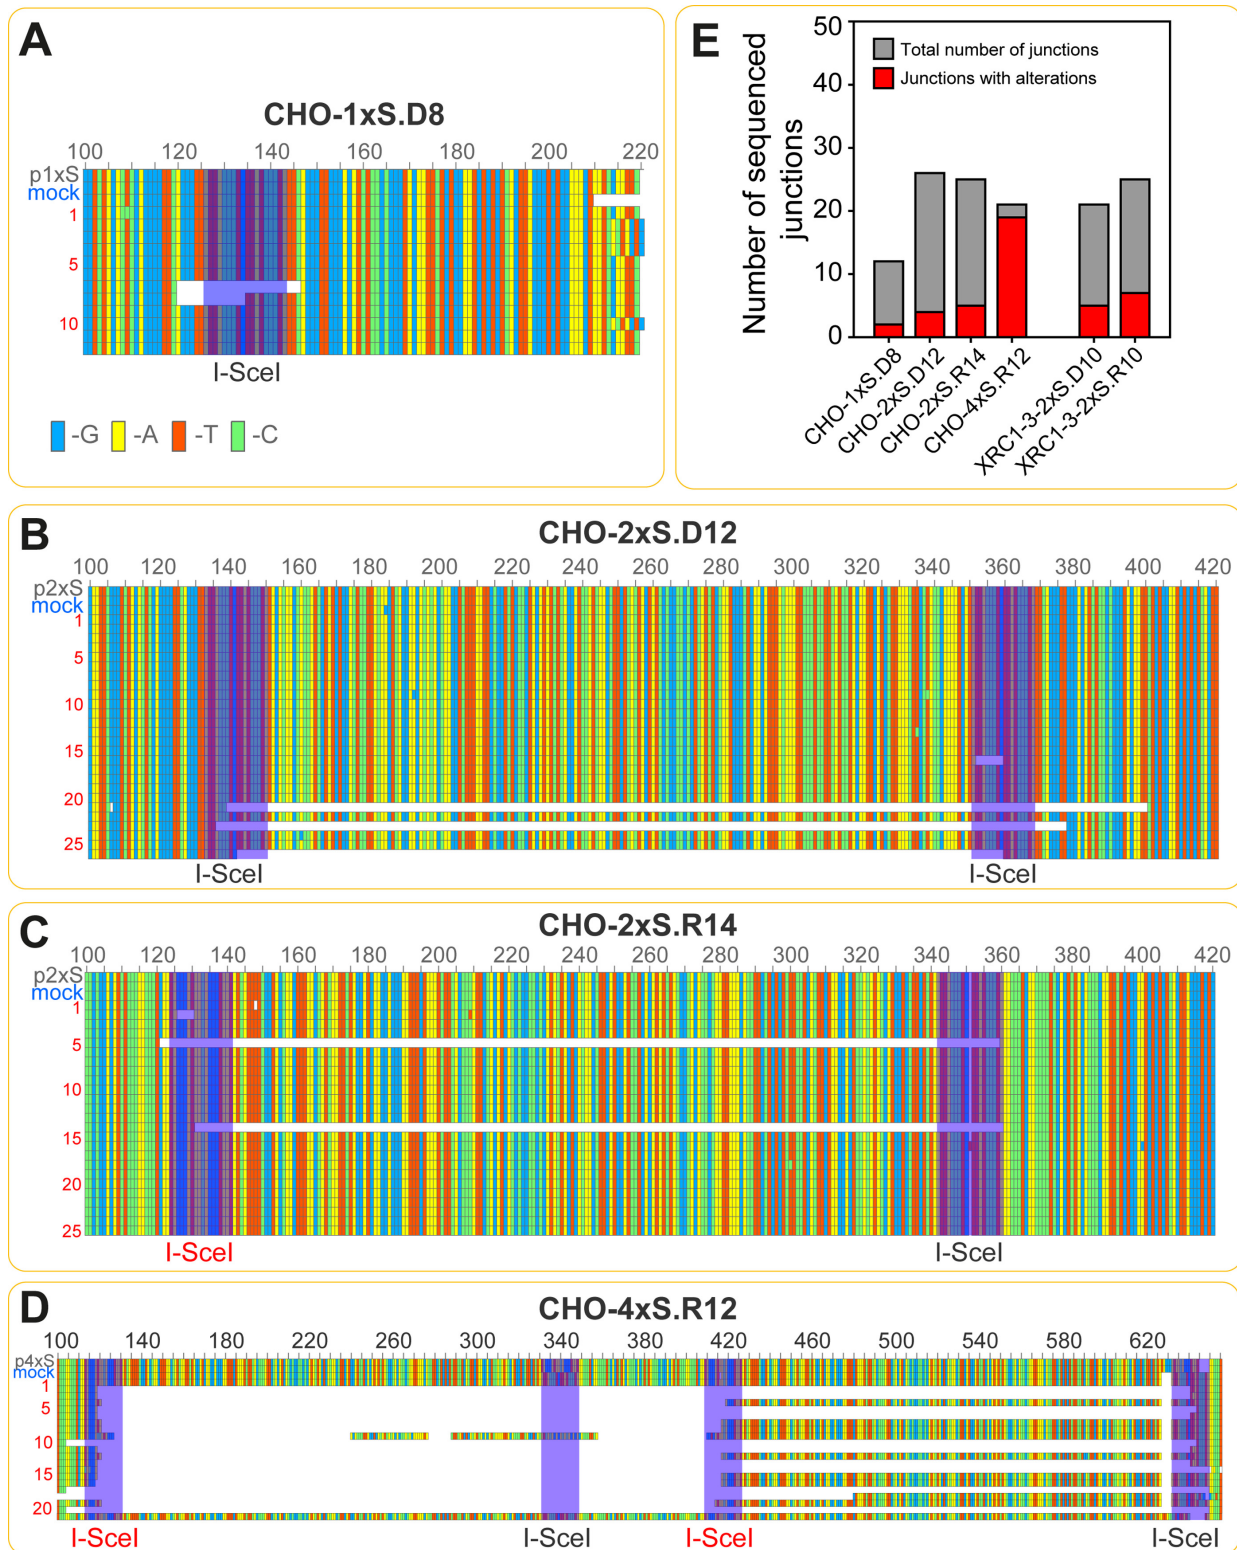 A
CHO-1xS.D8
100 120 140 160 180 200 220
p1xS
mock
1
5
10
I-SceI
-G -A -T -C
E
Number of sequenced
junctions
50
40
30
20
10
0
Total number of junctions
Junctions with alterations
CHO-1xS.D8
CHO-2xS.D12
CHO-2xS.R14
CHO-4xS.R12
XRC1-3-2xS.D10
XRC1-3-2xS.R10
B
CHO-2xS.D12
100 120 140 160 180 200 220 240 260 280 300 320 340 360 380 400 420
p2xS
mock
1
5
10
15
20
25
I-SceI I-SceI
C
CHO-2xS.R14
100 120 140 160 180 200 220 240 260 280 300 320 340 360 380 400 420
p2xS
mock
1
5
10
15
20
25
I-SceI I-SceI
D
CHO-4xS.R12
100 140 180 220 260 300 340 380 420 460 500 540 580 620
p4xS
mock
1
5
10
15
20
I-SceI I-SceI I-SceI I-SceI